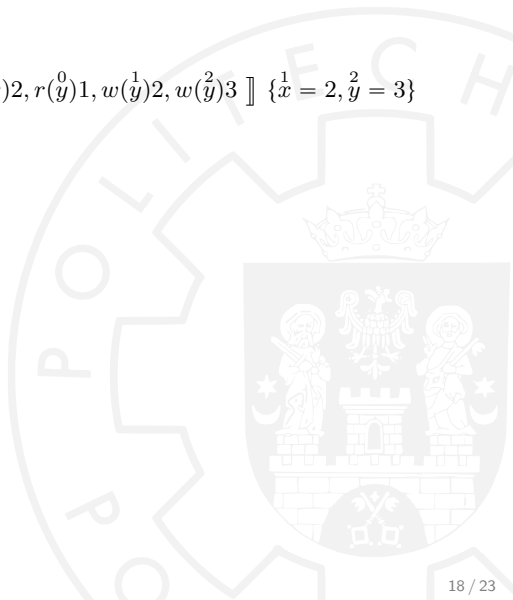 )2, r(y⁰)1, w(y¹)2, w(y²)3 ⟧ {x¹ = 2, y² = 3}
P O P O L I T E C H
18 / 23